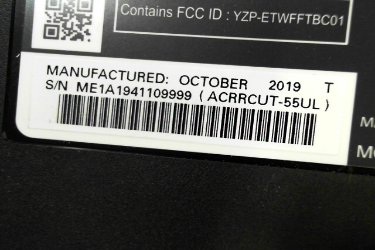 Contains FCC ID : YZP-ETWFFTBC01
MANUFACTURED: OCTOBER 2019 T
S/N ME1A1941109999 ( ACRRCUT-55UL )